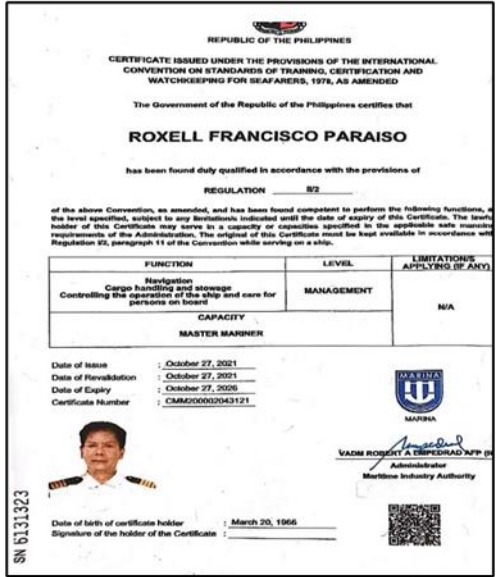 REPUBLIC OF THE PHILIPPINES
CERTIFICATE ISSUED UNDER THE PROVISIONS OF THE INTERNATIONAL
CONVENTION ON STANDARDS OF TRAINING, CERTIFICATION AND
WATCHKEEPING FOR SEAFARERS, 1978, AS AMENDED
The Government of the Republic of the Philippines certifies that
ROXELL FRANCISCO PARAISO
has been found duly qualified in accordance with the provisions of
REGULATION II/2
of the above Convention, as amended, and has been found competent to perform the following functions, a
the level specified, subject to any limitation/s indicated until the date of expiry of this Certificate. The lawfu
holder of this Certificate may serve in a capacity or capacities specified in the applicable safe manning
requirements of the Administration. The original of this Certificate must be kept available in accordance with
Regulation I/2, paragraph 11 of the Convention while serving on a ship.
FUNCTION LEVEL LIMITATION/S
APPLYING (IF ANY)
Navigation
Cargo handling and stowage
Controlling the operation of the ship and care for
persons on board
MANAGEMENT
N/A
CAPACITY
MASTER MARINER
Date of Issue : October 27, 2021
Date of Revalidation : October 27, 2021
Date of Expiry : October 27, 2026
Certificate Number : CMM200002043121
MARINA
MARINA
VADM ROBERT A EMPEDRAD AFP
Administrator
Maritime Industry Authority
SN 6131323
Date of birth of certificate holder : March 20, 1966
Signature of the holder of the Certificate :